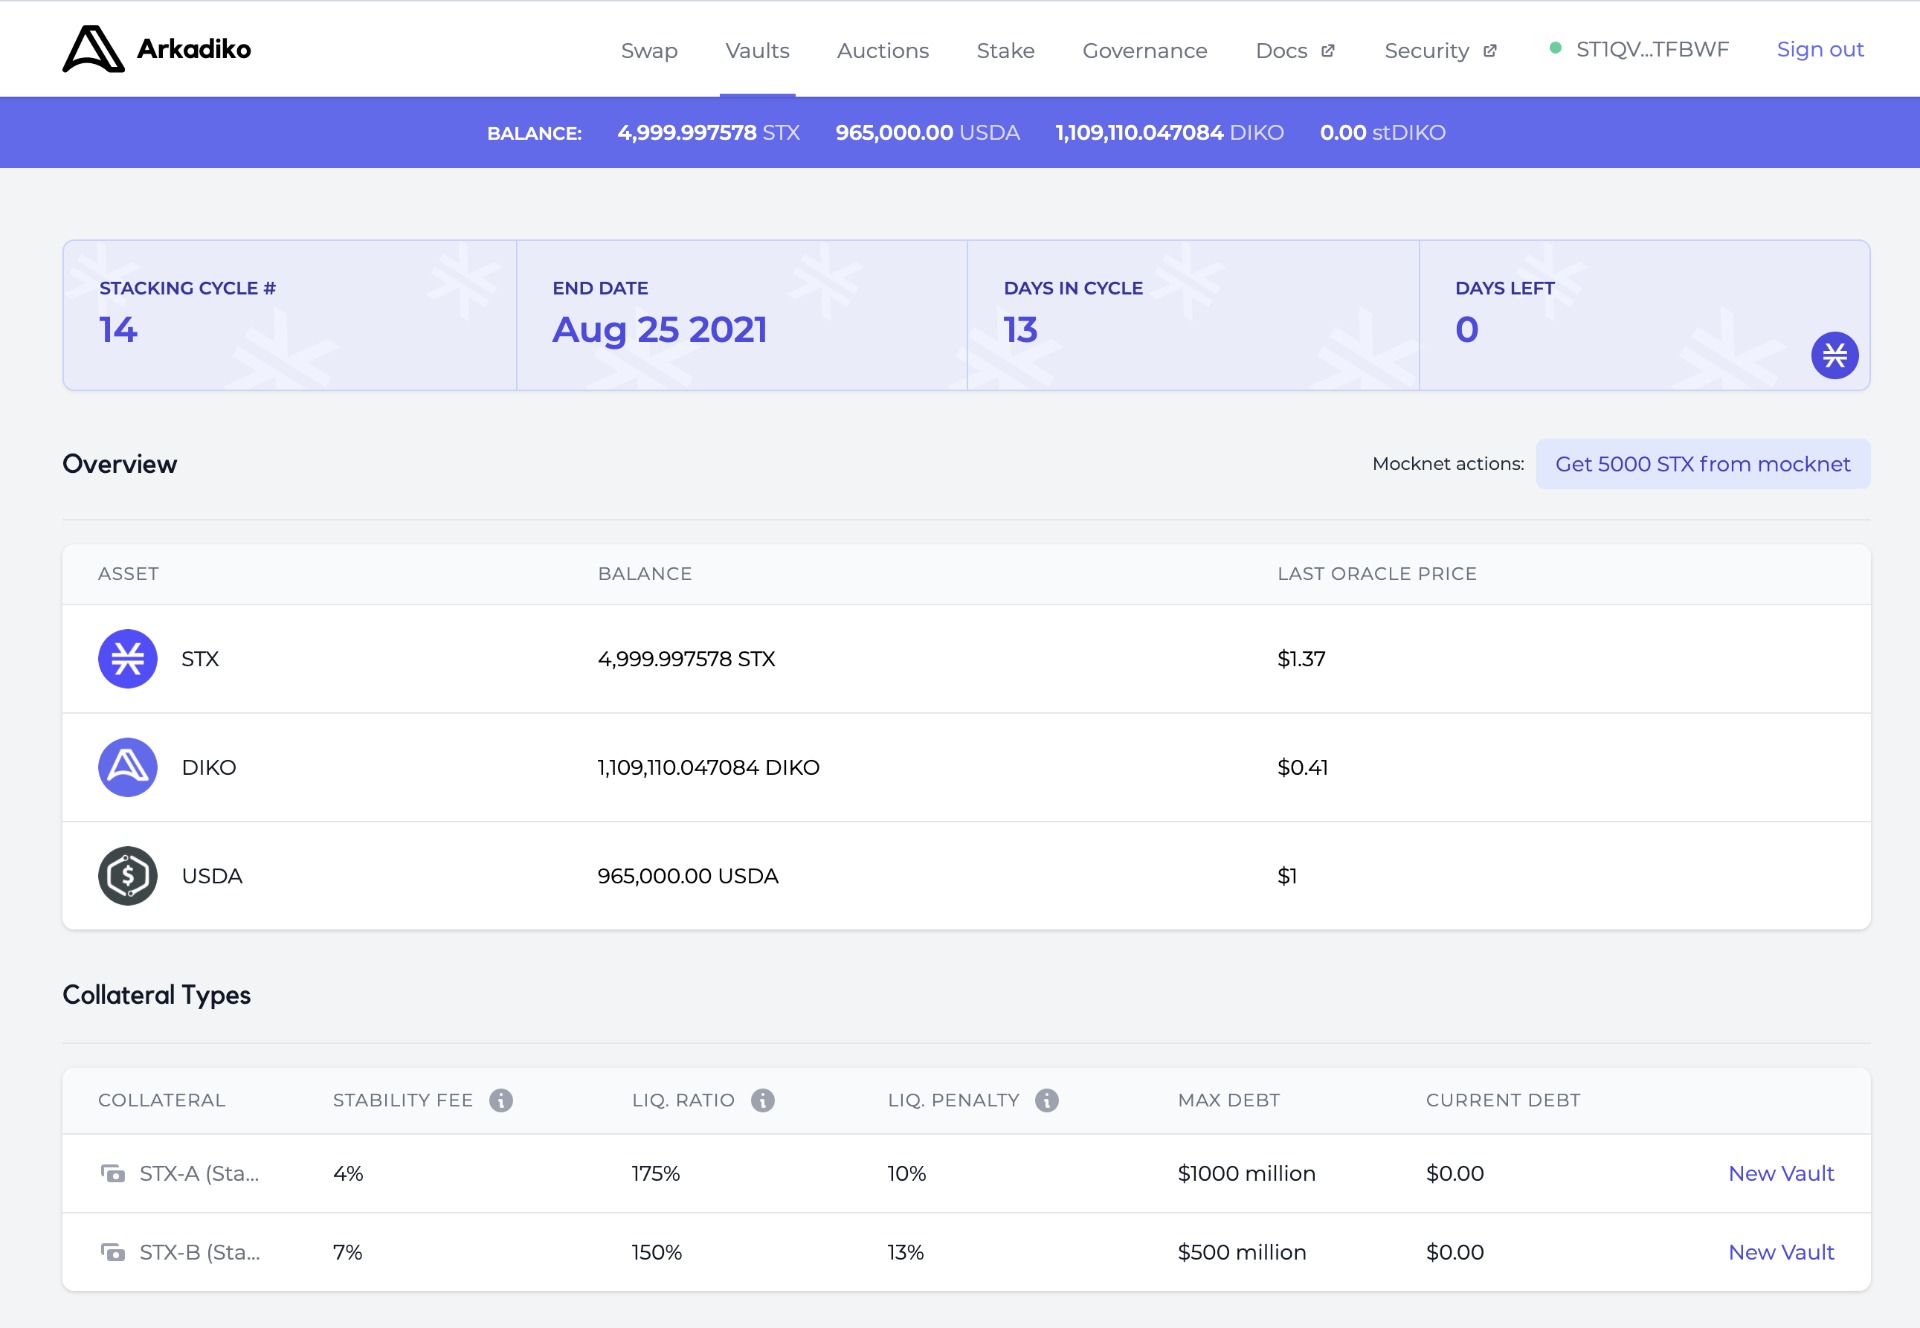 Arkadiko Swap Vaults Auctions Stake Governance Docs Security ST1QV...TFBWF Sign out
BALANCE: 4,999.997578 STX 965,000.00 USDA 1,109,110.047084 DIKO 0.00 stDIKO
STACKING CYCLE # END DATE DAYS IN CYCLE DAYS LEFT
14 Aug 25 2021 13 0
Overview Mocknet actions: Get 5000 STX from mocknet
ASSET BALANCE LAST ORACLE PRICE
STX 4,999.997578 STX $1.37
DIKO 1,109,110.047084 DIKO $0.41
USDA 965,000.00 USDA $1
Collateral Types
COLLATERAL STABILITY FEE LIQ. RATIO LIQ. PENALTY MAX DEBT CURRENT DEBT
STX-A (Sta... 4% 175% 10% $1000 million $0.00 New Vault
STX-B (Sta... 7% 150% 13% $500 million $0.00 New Vault